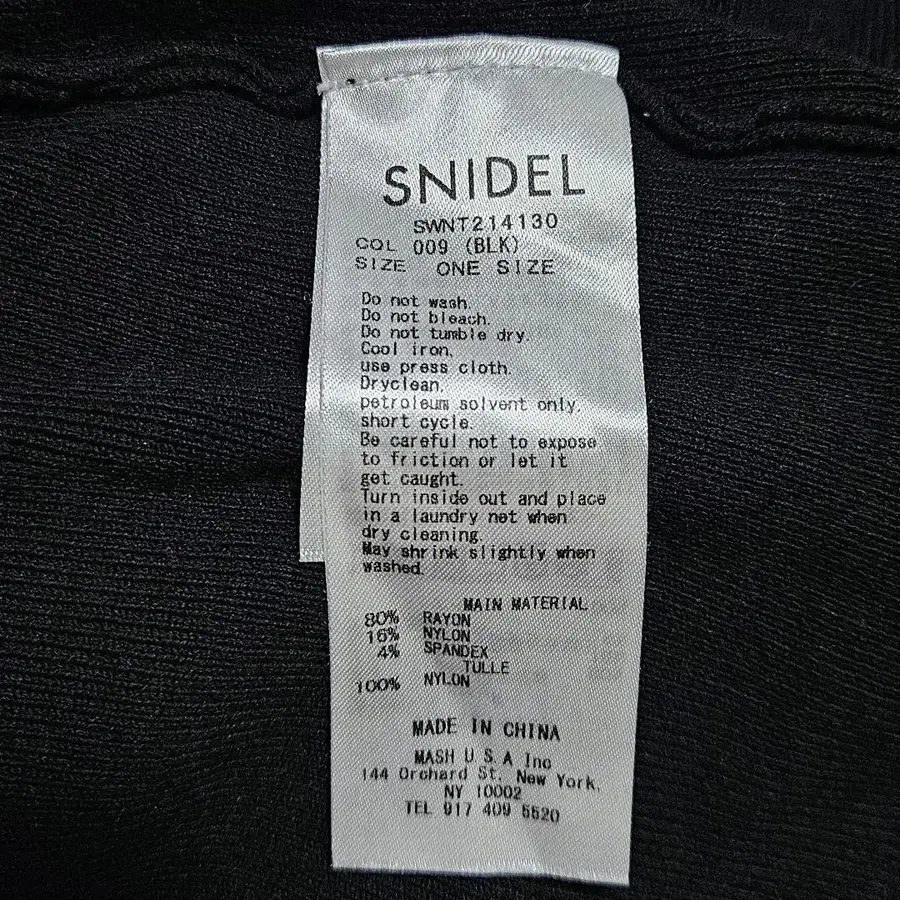 SNIDEL
SWNT214130
COL 009 (BLK)
SIZE ONE SIZE
Do not wash.
Do not bleach.
Do not tumble dry.
Cool iron.
use press cloth.
Dryclean.
petroleum solvent only.
short cycle.
Be careful not to expose
to friction or let it
get caught.
Turn inside out and place
in a laundry net when
dry cleaning.
May shrink slightly when
washed.
MAIN MATERIAL
80% RAYON
16% NYLON
4% SPANDEX
TULLE
100% NYLON
MADE IN CHINA
MASH U.S.A Inc
144 Orchard St. New York.
NY 10002
TEL 917 409 5520